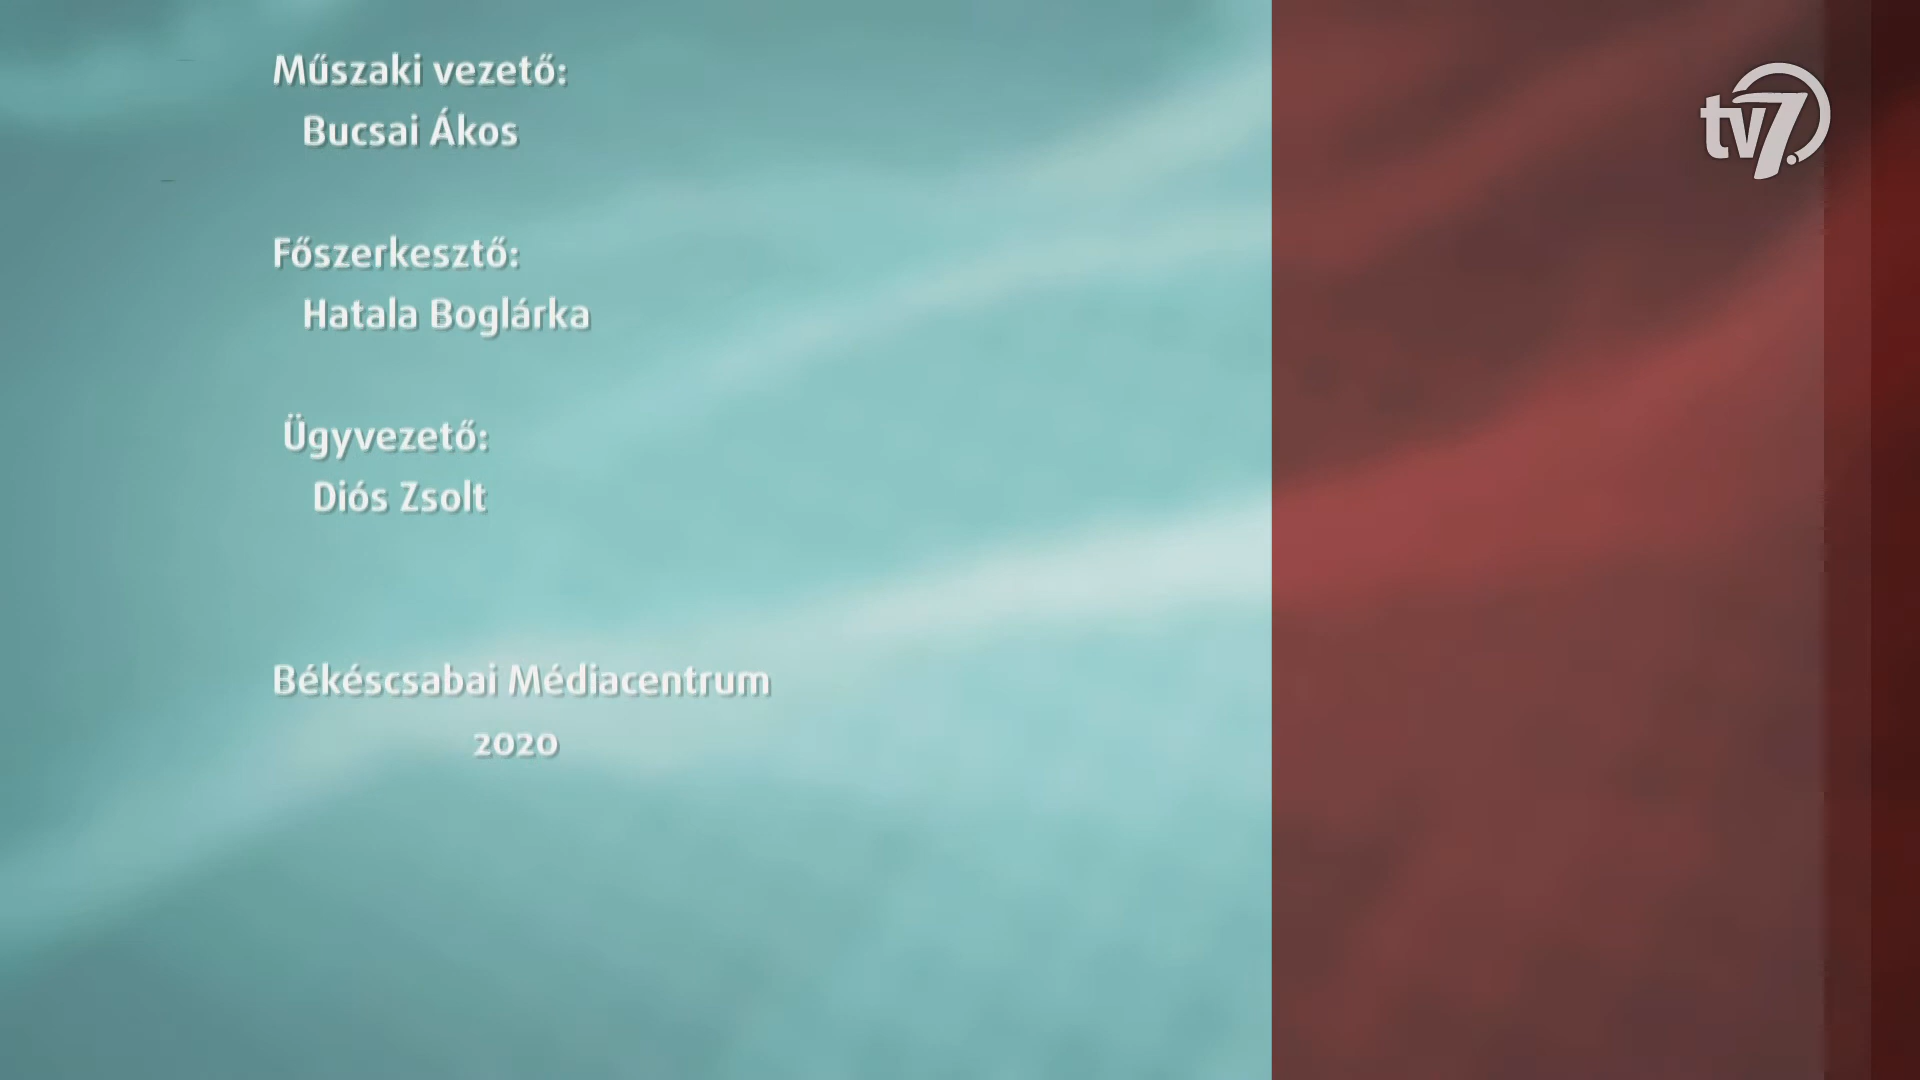 Műszaki vezető:
Bucsai Ákos
Főszerkesztő:
Hatala Boglárka
Ügyvezető:
Diós Zsolt
Békéscsabai Médiacentrum
2020
tv7